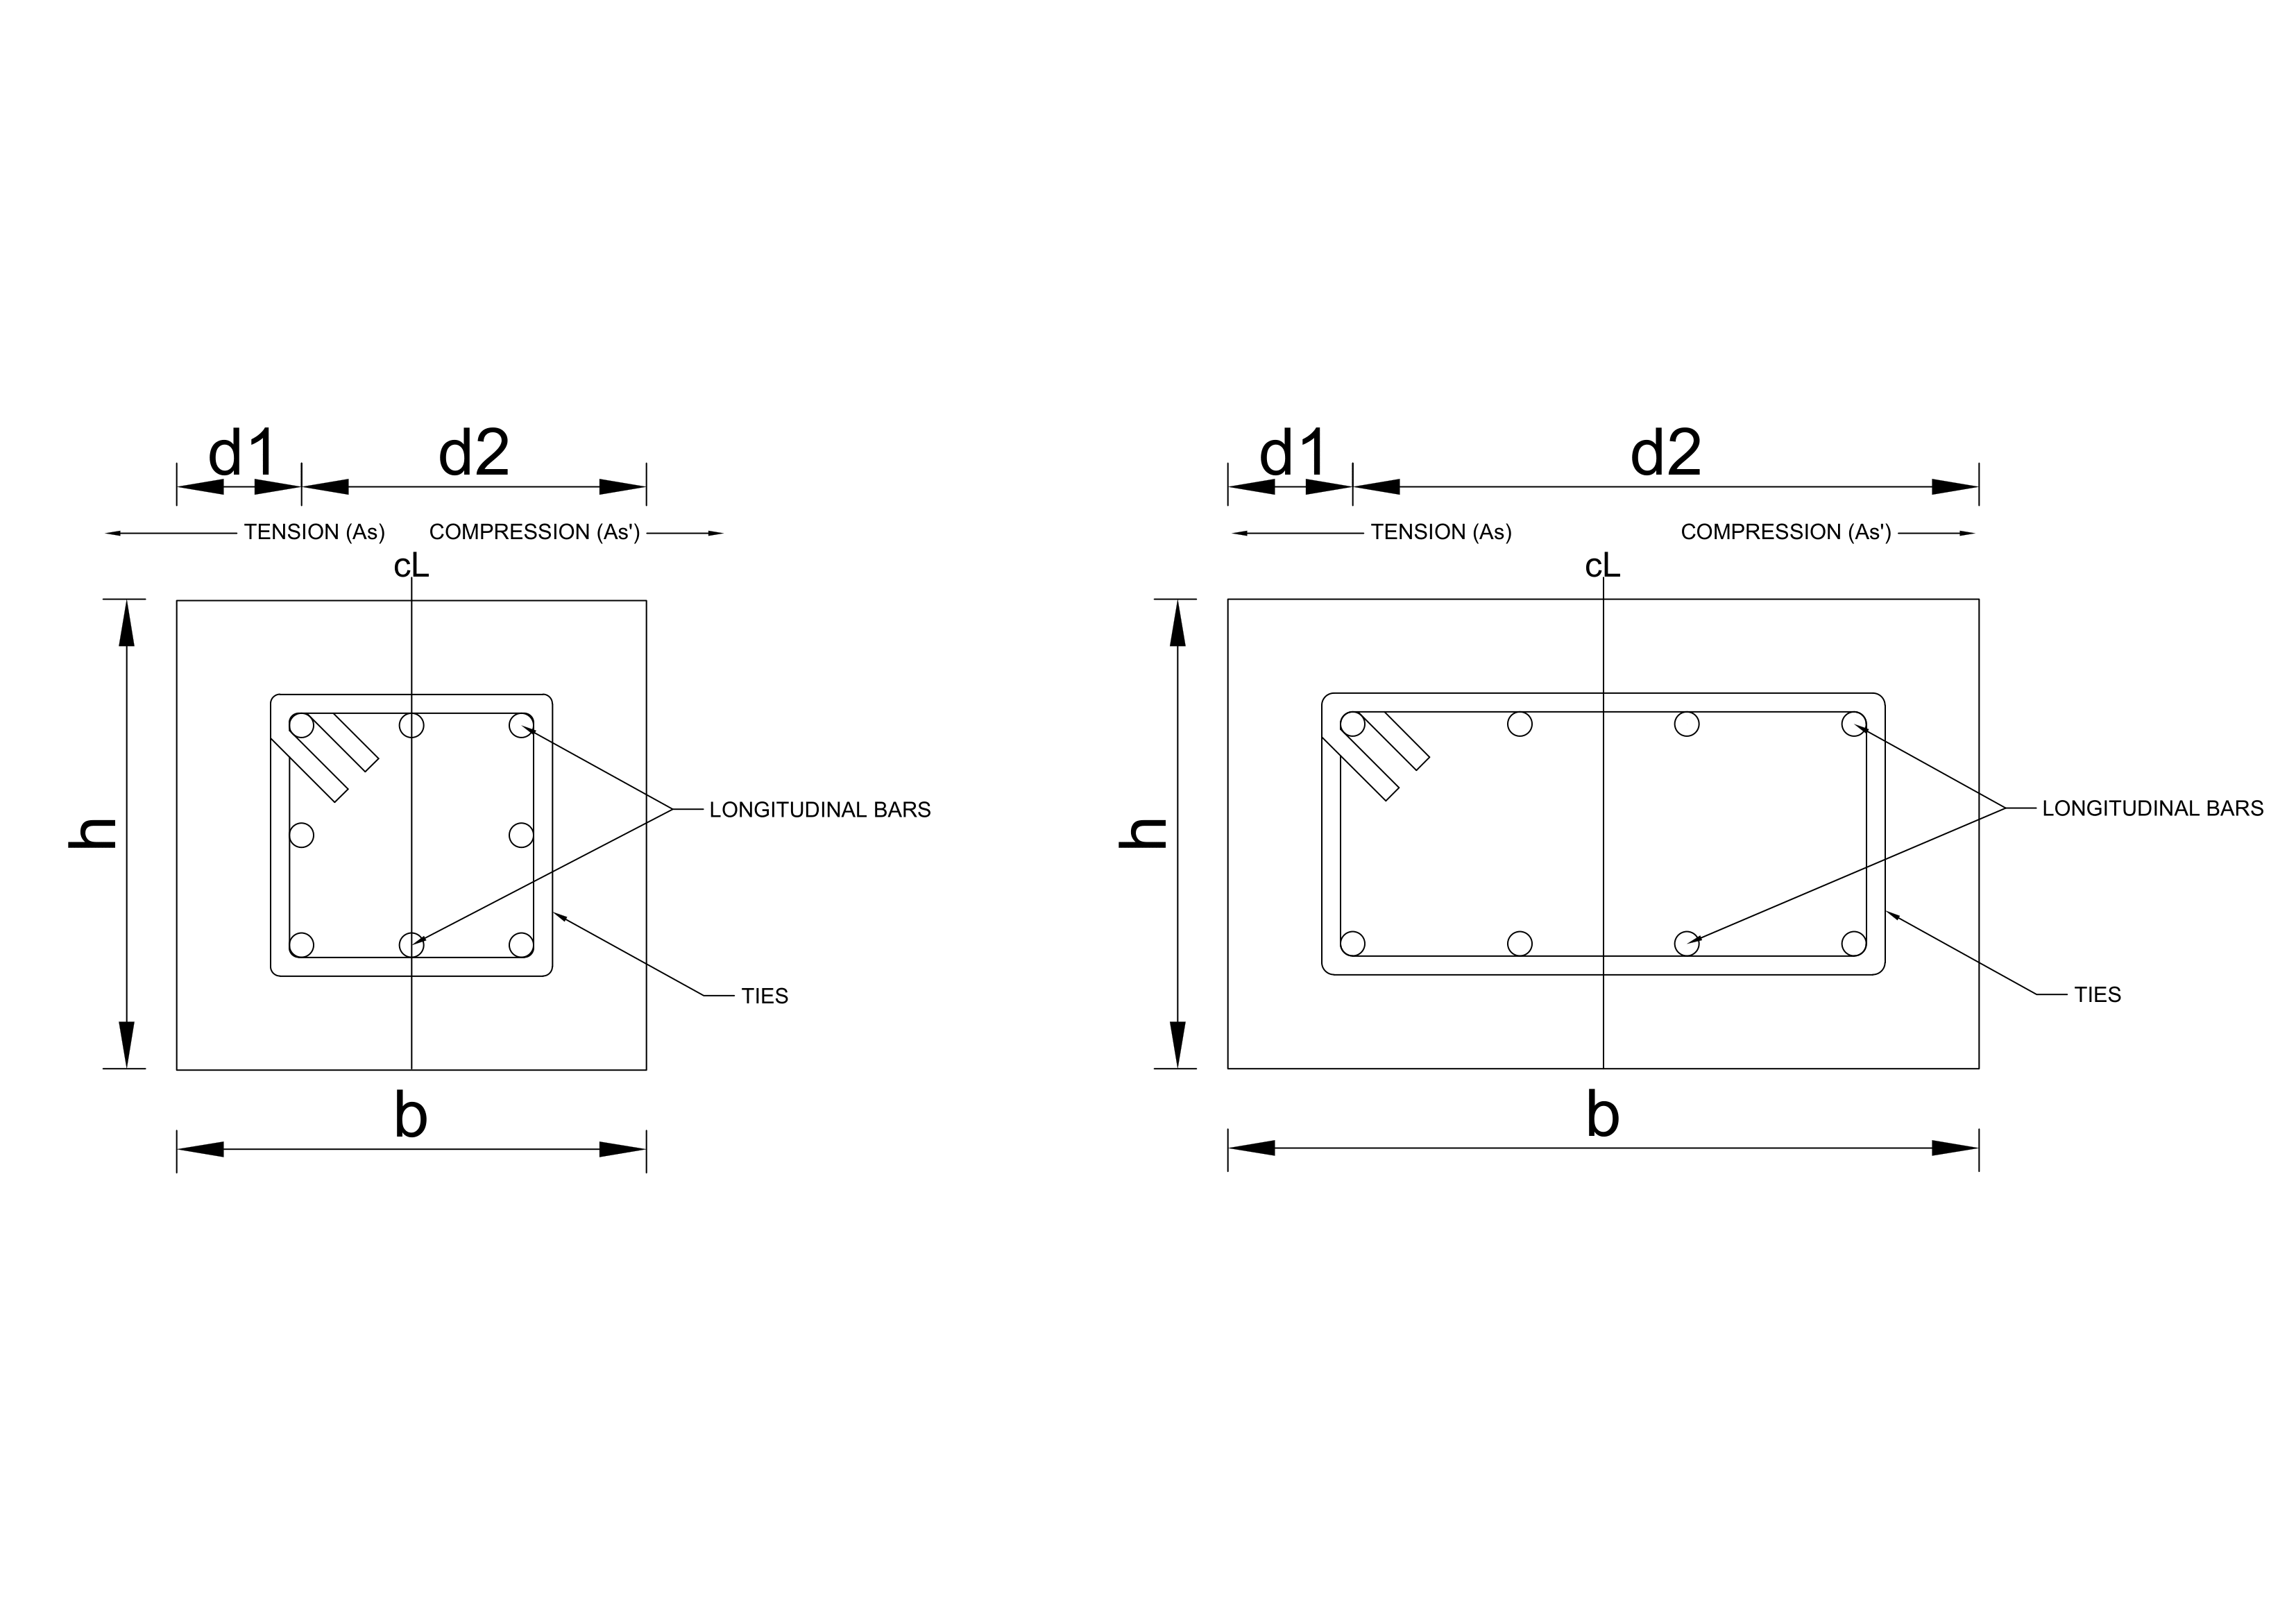 d1
d2
TENSION (As)
COMPRESSION (As')
cL
h
LONGITUDINAL BARS
TIES
b
d1
d2
TENSION (As)
COMPRESSION (As')
cL
h
LONGITUDINAL BARS
TIES
b